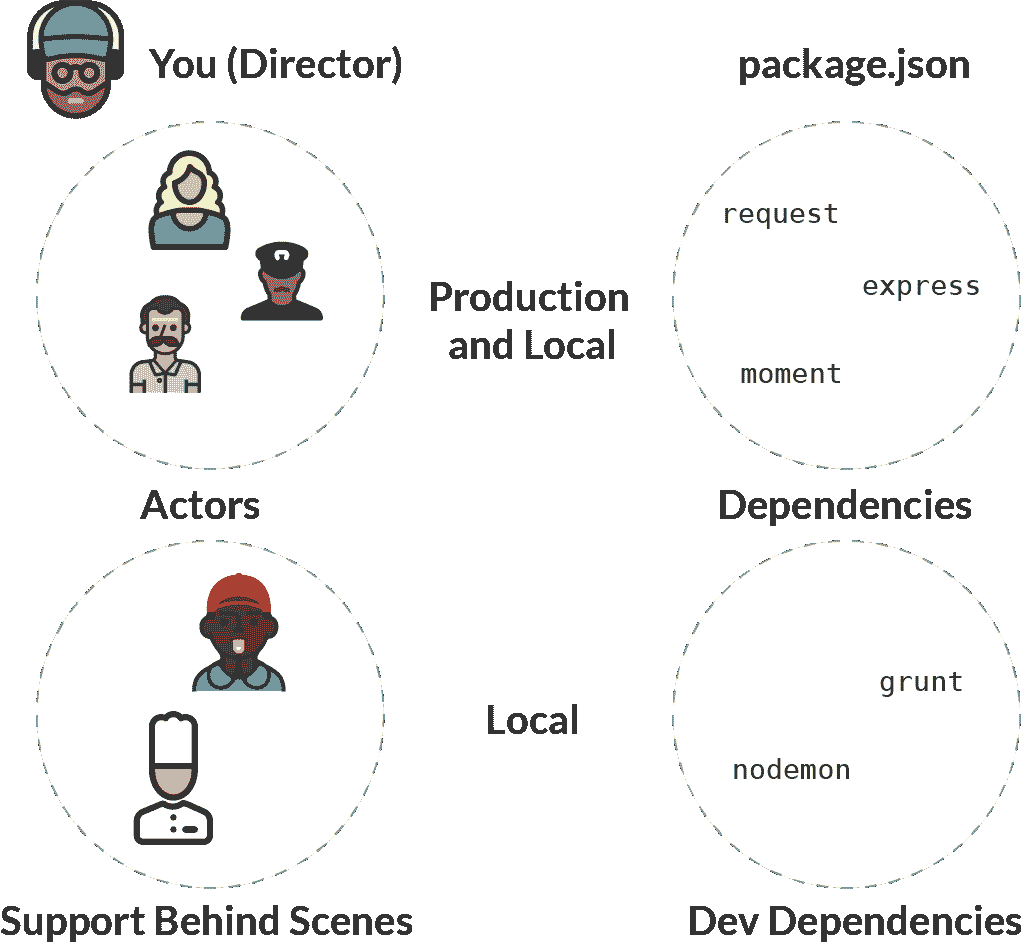 You (Director)
package.json
request
express
Production
and Local
moment
Actors
Dependencies
grunt
Local
nodemon
Support Behind Scenes
Dev Dependencies